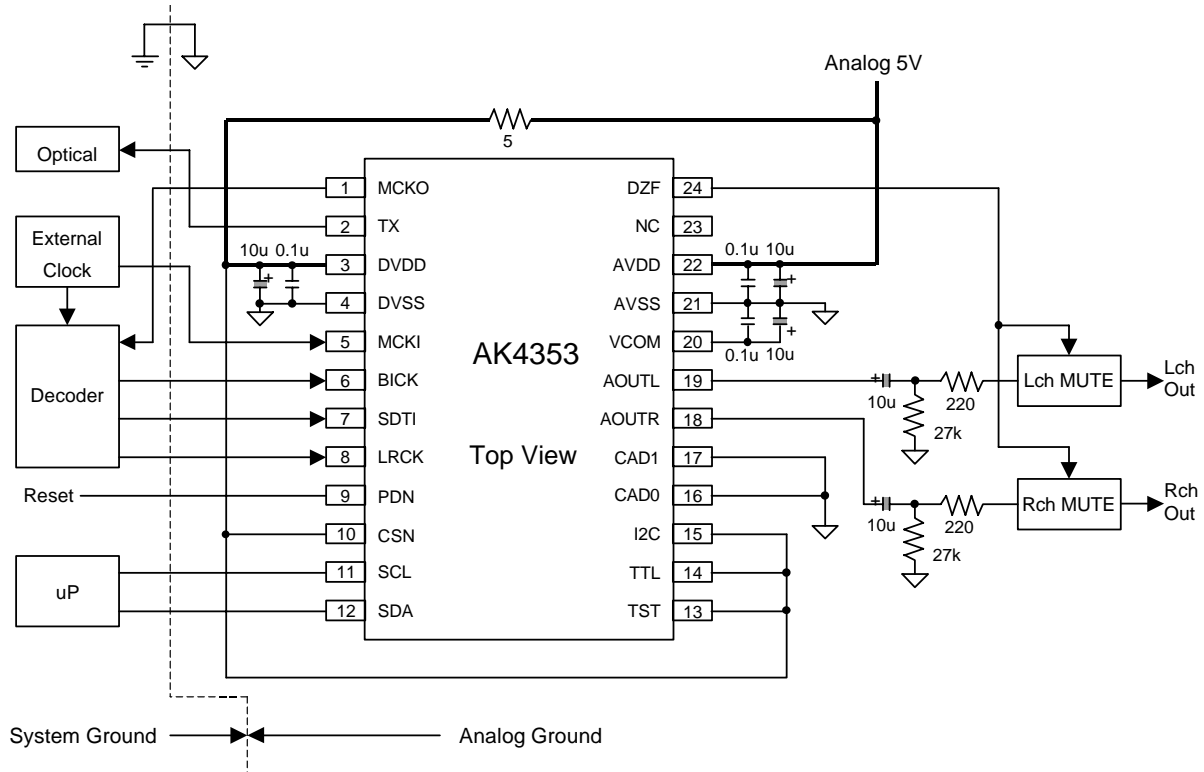 Analog 5V
5
Optical
External
Clock
Decoder
Reset
uP
10u 0.1u
1 MCKO
2 TX
3 DVDD
4 DVSS
5 MCKI
6 BICK
7 SDTI
8 LRCK
9 PDN
10 CSN
11 SCL
12 SDA
AK4353
Top View
DZF 24
NC 23
AVDD 22
AVSS 21
VCOM 20
AOUTL 19
AOUTR 18
CAD1 17
CAD0 16
I2C 15
TTL 14
TST 13
0.1u 10u
+
+
+
0.1u 10u
+
10u
220
27k
Lch MUTE
Lch
Out
+
10u
220
27k
Rch MUTE
Rch
Out
System Ground
Analog Ground